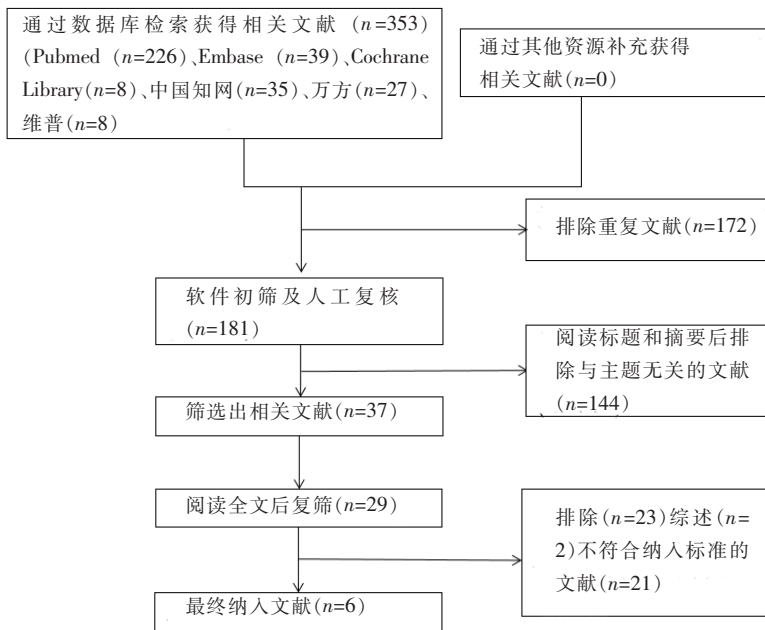 通过数据库检索获得相关文献 (n=353)
(Pubmed (n=226)、Embase (n=39)、Cochrane
Library(n=8)、中国知网(n=35)、万方(n=27)、
维普(n=8)
通过其他资源补充获得
相关文献(n=0)
排除重复文献(n=172)
软件初筛及人工复核
(n=181)
阅读标题和摘要后排
除与主题无关的文献
(n=144)
筛选出相关文献(n=37)
阅读全文后复筛(n=29)
排除(n=23)综述(n=
2)不符合纳入标准的
文献(n=21)
最终纳入文献(n=6)